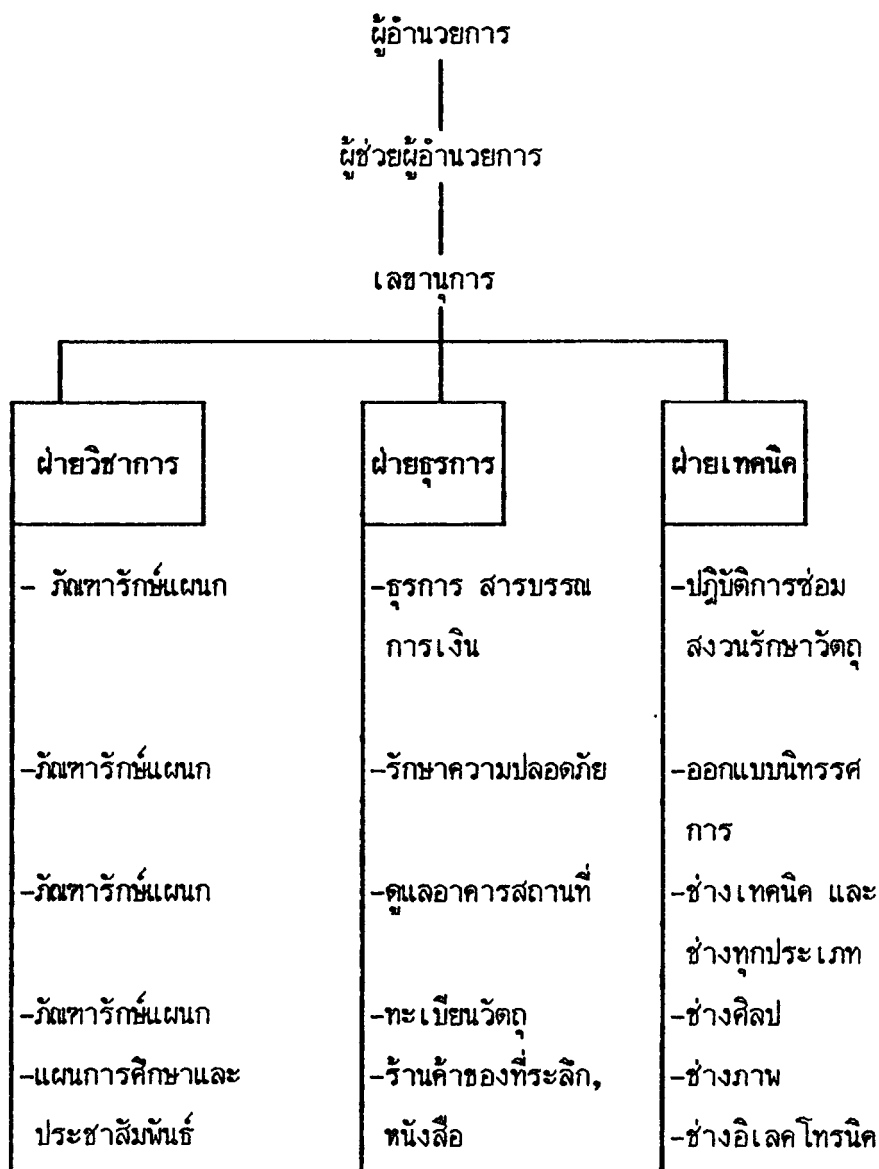 ผู้อำนวยการ
ผู้ช่วยผู้อำนวยการ
เลขานุการ
ฝ่ายวิชาการ
- ภัณฑารักษ์แผนก
-ภัณฑารักษ์แผนก
-ภัณฑารักษ์แผนก
-ภัณฑารักษ์แผนก
-แผนการศึกษาและ
ประชาสัมพันธ์
ฝ่ายธุรการ
-ธุรการ สารบรรณ
การเงิน
-รักษาความปลอดภัย
-ดูแลอาคารสถานที่
-ทะเบียนวัตถุ
-ร้านค้าของที่ระลึก,
หนังสือ
ฝ่ายเทคนิค
-ปฏิบัติการซ่อม
สงวนรักษาวัตถุ
-ออกแบบนิทรรศ
การ
-ช่างเทคนิค และ
ช่างทุกประเภท
-ช่างศิลป
-ช่างภาพ
-ช่างอิเลคโทรนิค